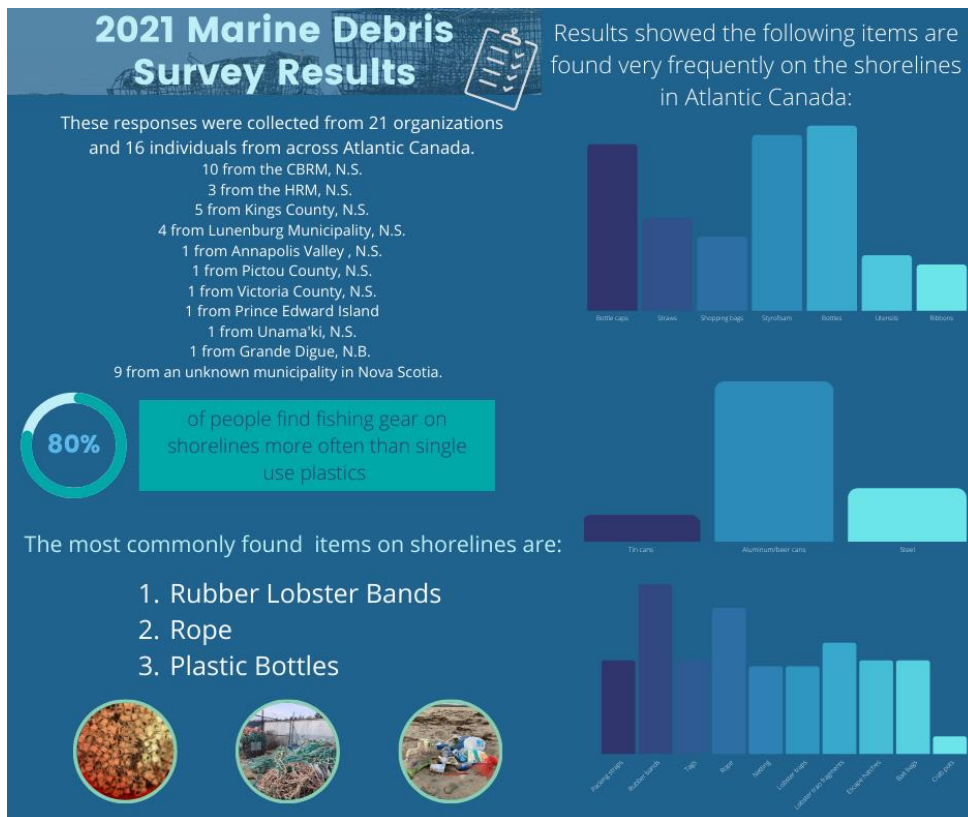 2021 Marine Debris
Survey Results
These responses were collected from 21 organizations
and 16 individuals from across Atlantic Canada.
10 from the CBRM, N.S.
3 from the HRM, N.S.
5 from Kings County, N.S.
4 from Lunenburg Municipality, N.S.
1 from Annapolis Valley , N.S.
1 from Pictou County, N.S.
1 from Victoria County, N.S.
1 from Prince Edward Island
1 from Unama'ki, N.S.
1 from Grande Digue, N.B.
9 from an unknown municipality in Nova Scotia.
80%
of people find fishing gear on
shorelines more often than single
use plastics
The most commonly found items on shorelines are:
1. Rubber Lobster Bands
2. Rope
3. Plastic Bottles
Results showed the following items are
found very frequently on the shorelines
in Atlantic Canada:
Bottle caps Straws Shopping bags Styrofoam Bottles Utensils Ribbons
Tin cans Aluminum/beer cans Steel
Packing straps
Rubber bands
Tags
Rope
Netting
Lobster traps
Lobster trap fragments
Escape hatches
Bait bags
Crab pots